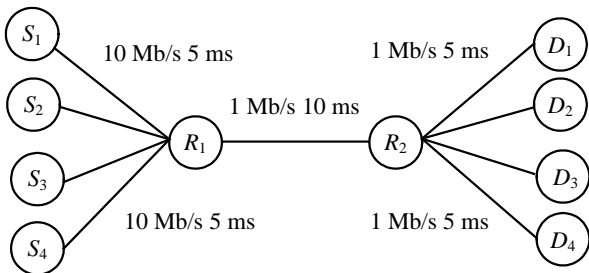 S1
10 Mb/s 5 ms
1 Mb/s 5 ms
D1
S2
1 Mb/s 10 ms
D2
R1
R2
S3
D3
10 Mb/s 5 ms
1 Mb/s 5 ms
S4
D4